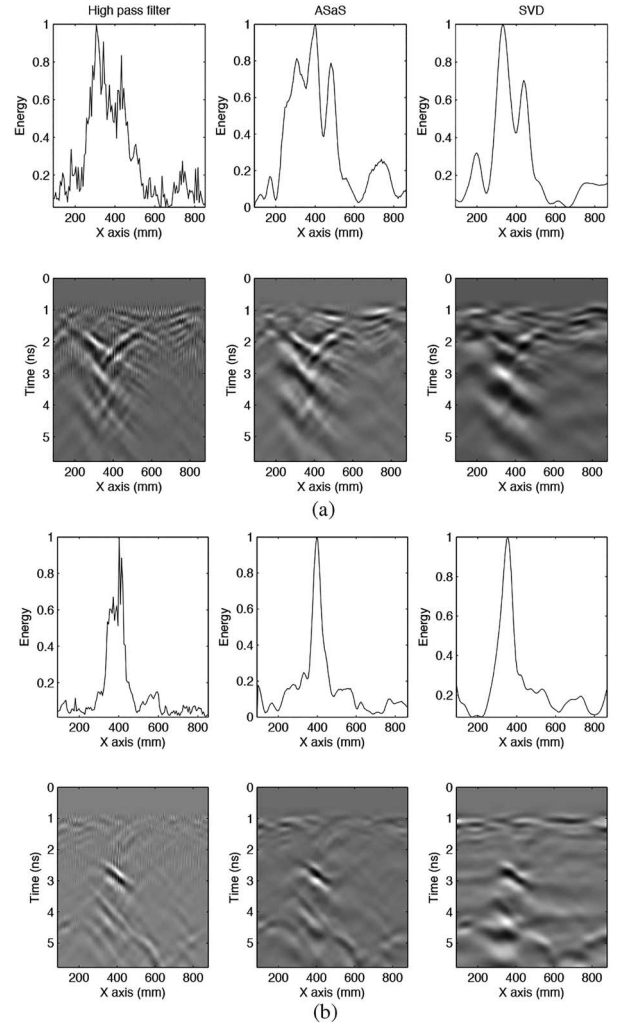 High pass filter ASaS SVD
1 1 1
0.8 0.8 0.8
0.6 0.6 0.6
0.4 0.4 0.4
0.2 0.2 0.2
0
Energy Energy Energy
200 400 600 800 200 400 600 800 200 400 600 800
X axis (mm) X axis (mm) X axis (mm)
0 0 0
1 1 1
2 2 2
3 3 3
4 4 4
5 5 5
Time (ns) Time (ns) Time (ns)
200 400 600 800 200 400 600 800 200 400 600 800
X axis (mm) X axis (mm) X axis (mm)
(a)
1 1 1
0.8 0.8 0.8
0.6 0.6 0.6
0.4 0.4 0.4
0.2 0.2 0.2
0
Energy Energy Energy
200 400 600 800 200 400 600 800 200 400 600 800
X axis (mm) X axis (mm) X axis (mm)
0 0 0
1 1 1
2 2 2
3 3 3
4 4 4
5 5 5
Time (ns) Time (ns) Time (ns)
200 400 600 800 200 400 600 800 200 400 600 800
X axis (mm) X axis (mm) X axis (mm)
(b)